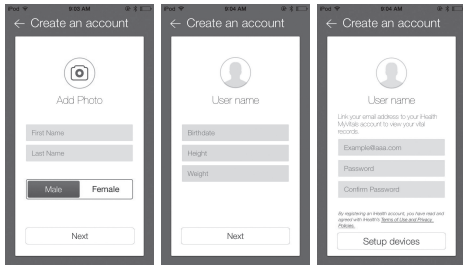 iPod 9:03 AM
← Create an account
Add Photo
First Name
Last Name
Male Female
Next
iPod 9:04 AM
← Create an account
User name
Birthdate
Height
Weight
Next
iPod 9:04 AM
← Create an account
User name
Link your email address to your iHealth
MyVitals account to view your vital
records.
Example@aaa.com
Password
Confirm Password
By registering an iHealth account, you have read and
agreed with iHealth's Terms of Use and Privacy
Policies.
Setup devices